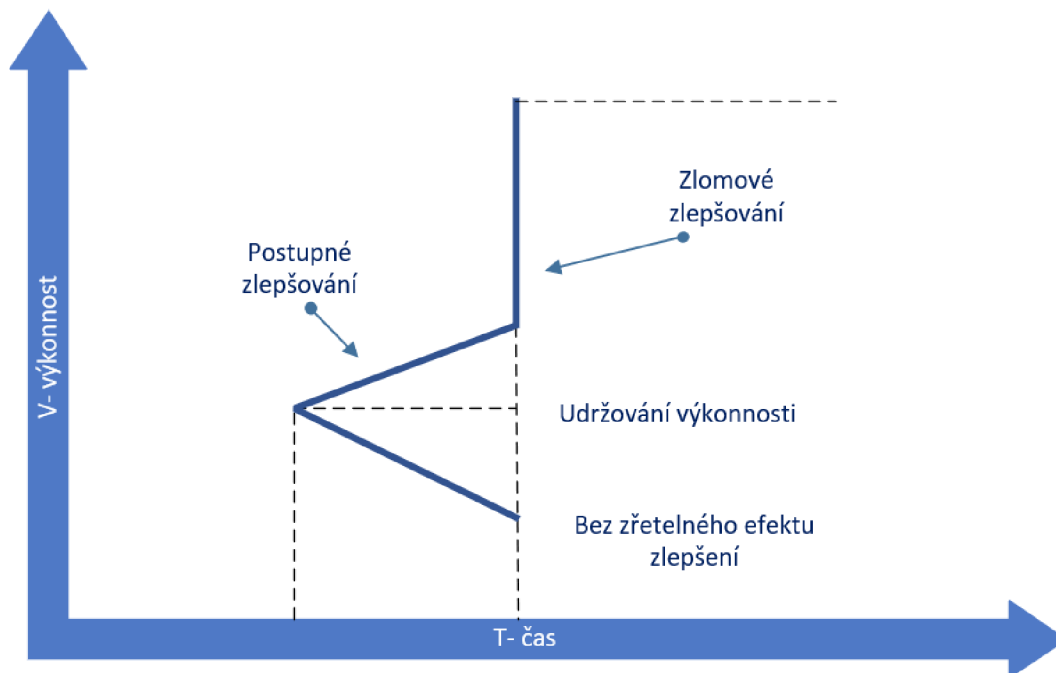 Zlomové
zlepšování
Postupné
zlepšování
V- výkonnost
Udržování výkonnosti
Bez zřetelného efektu
zlepšení
T- čas